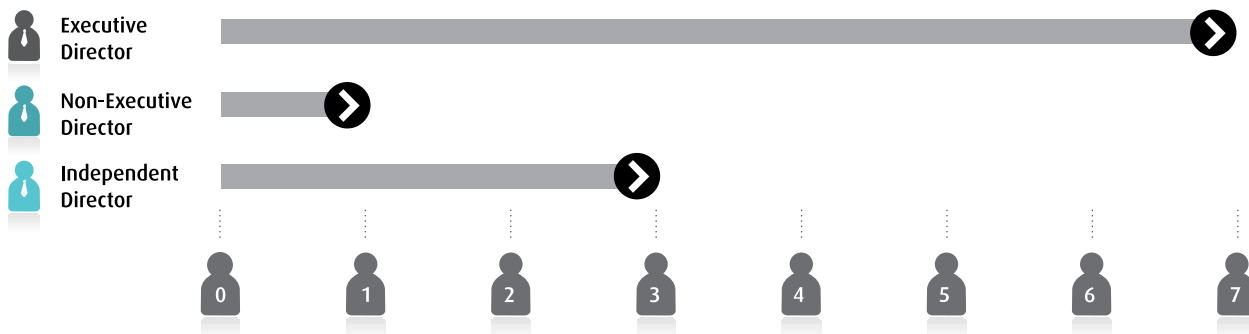 Executive
Director
Non-Executive
Director
Independent
Director
0 1 2 3 4 5 6 7